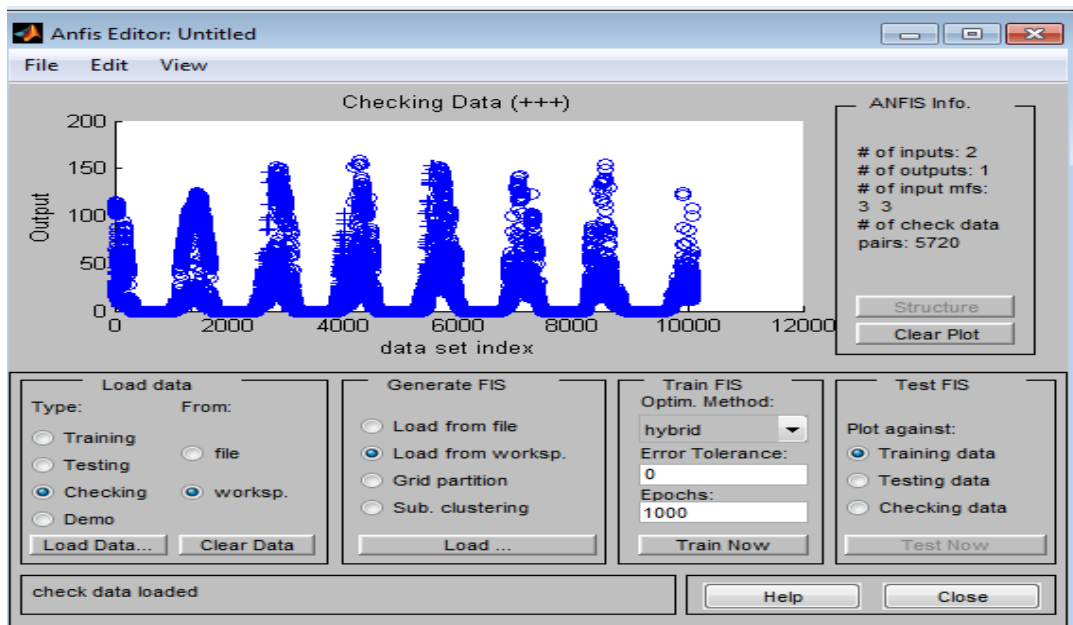 Anfis Editor: Untitled
File Edit View
Checking Data (+++)
200
150
100
50
0
Output
0 2000 4000 6000 8000 10000 12000
data set index
ANFIS Info.
# of inputs: 2
# of outputs: 1
# of input mfs:
3 3
# of check data
pairs: 5720
Structure
Clear Plot
Load data
Type: From:
Training
Testing
Checking
Demo
file
worksp.
Load Data...
Clear Data
Generate FIS
Load from file
Load from worksp.
Grid partition
Sub. clustering
Load ...
Train FIS
Optim. Method:
hybrid
Error Tolerance:
0
Epochs:
1000
Train Now
Test FIS
Plot against:
Training data
Testing data
Checking data
Test Now
check data loaded
Help
Close